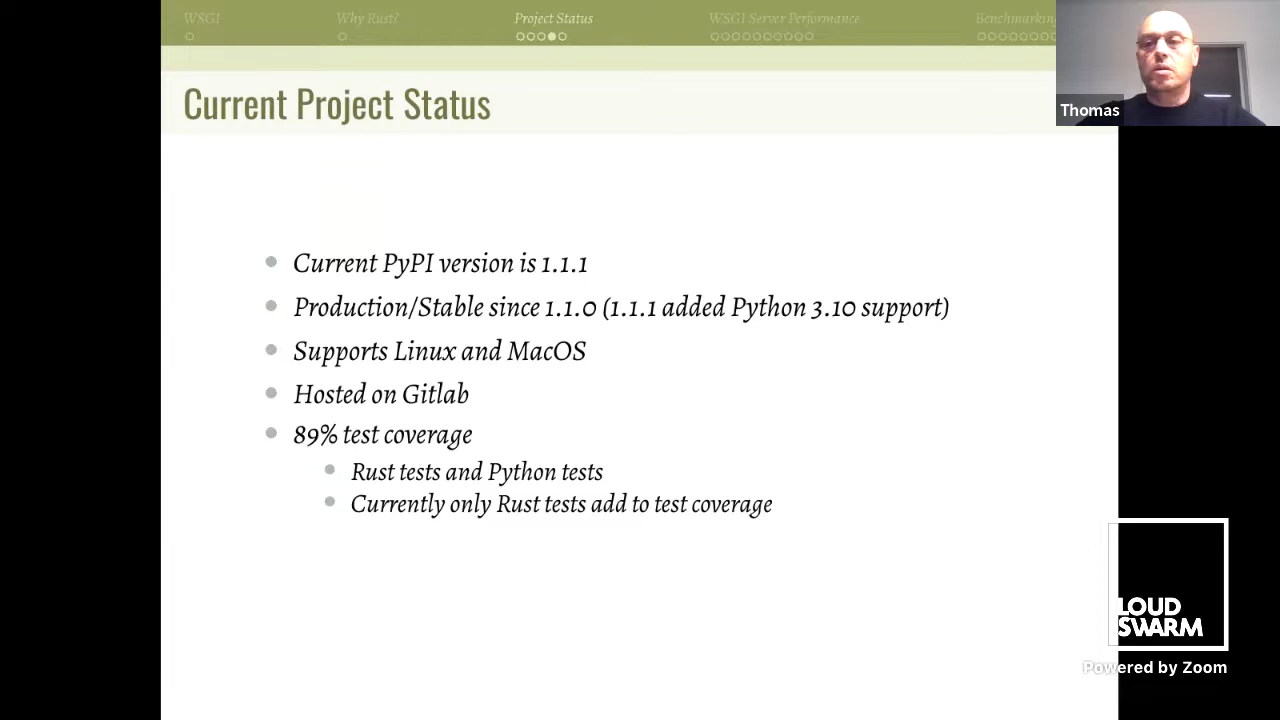 WSGI
Why Rust?
Project Status
WSGI Server Performance
Benchmarkin
Thomas
Current Project Status
Current PyPI version is 1.1.1
Production/Stable since 1.1.0 (1.1.1 added Python 3.10 support)
Supports Linux and MacOS
Hosted on Gitlab
89% test coverage
Rust tests and Python tests
Currently only Rust tests add to test coverage
LOUD
SWARM
Powered by Zoom